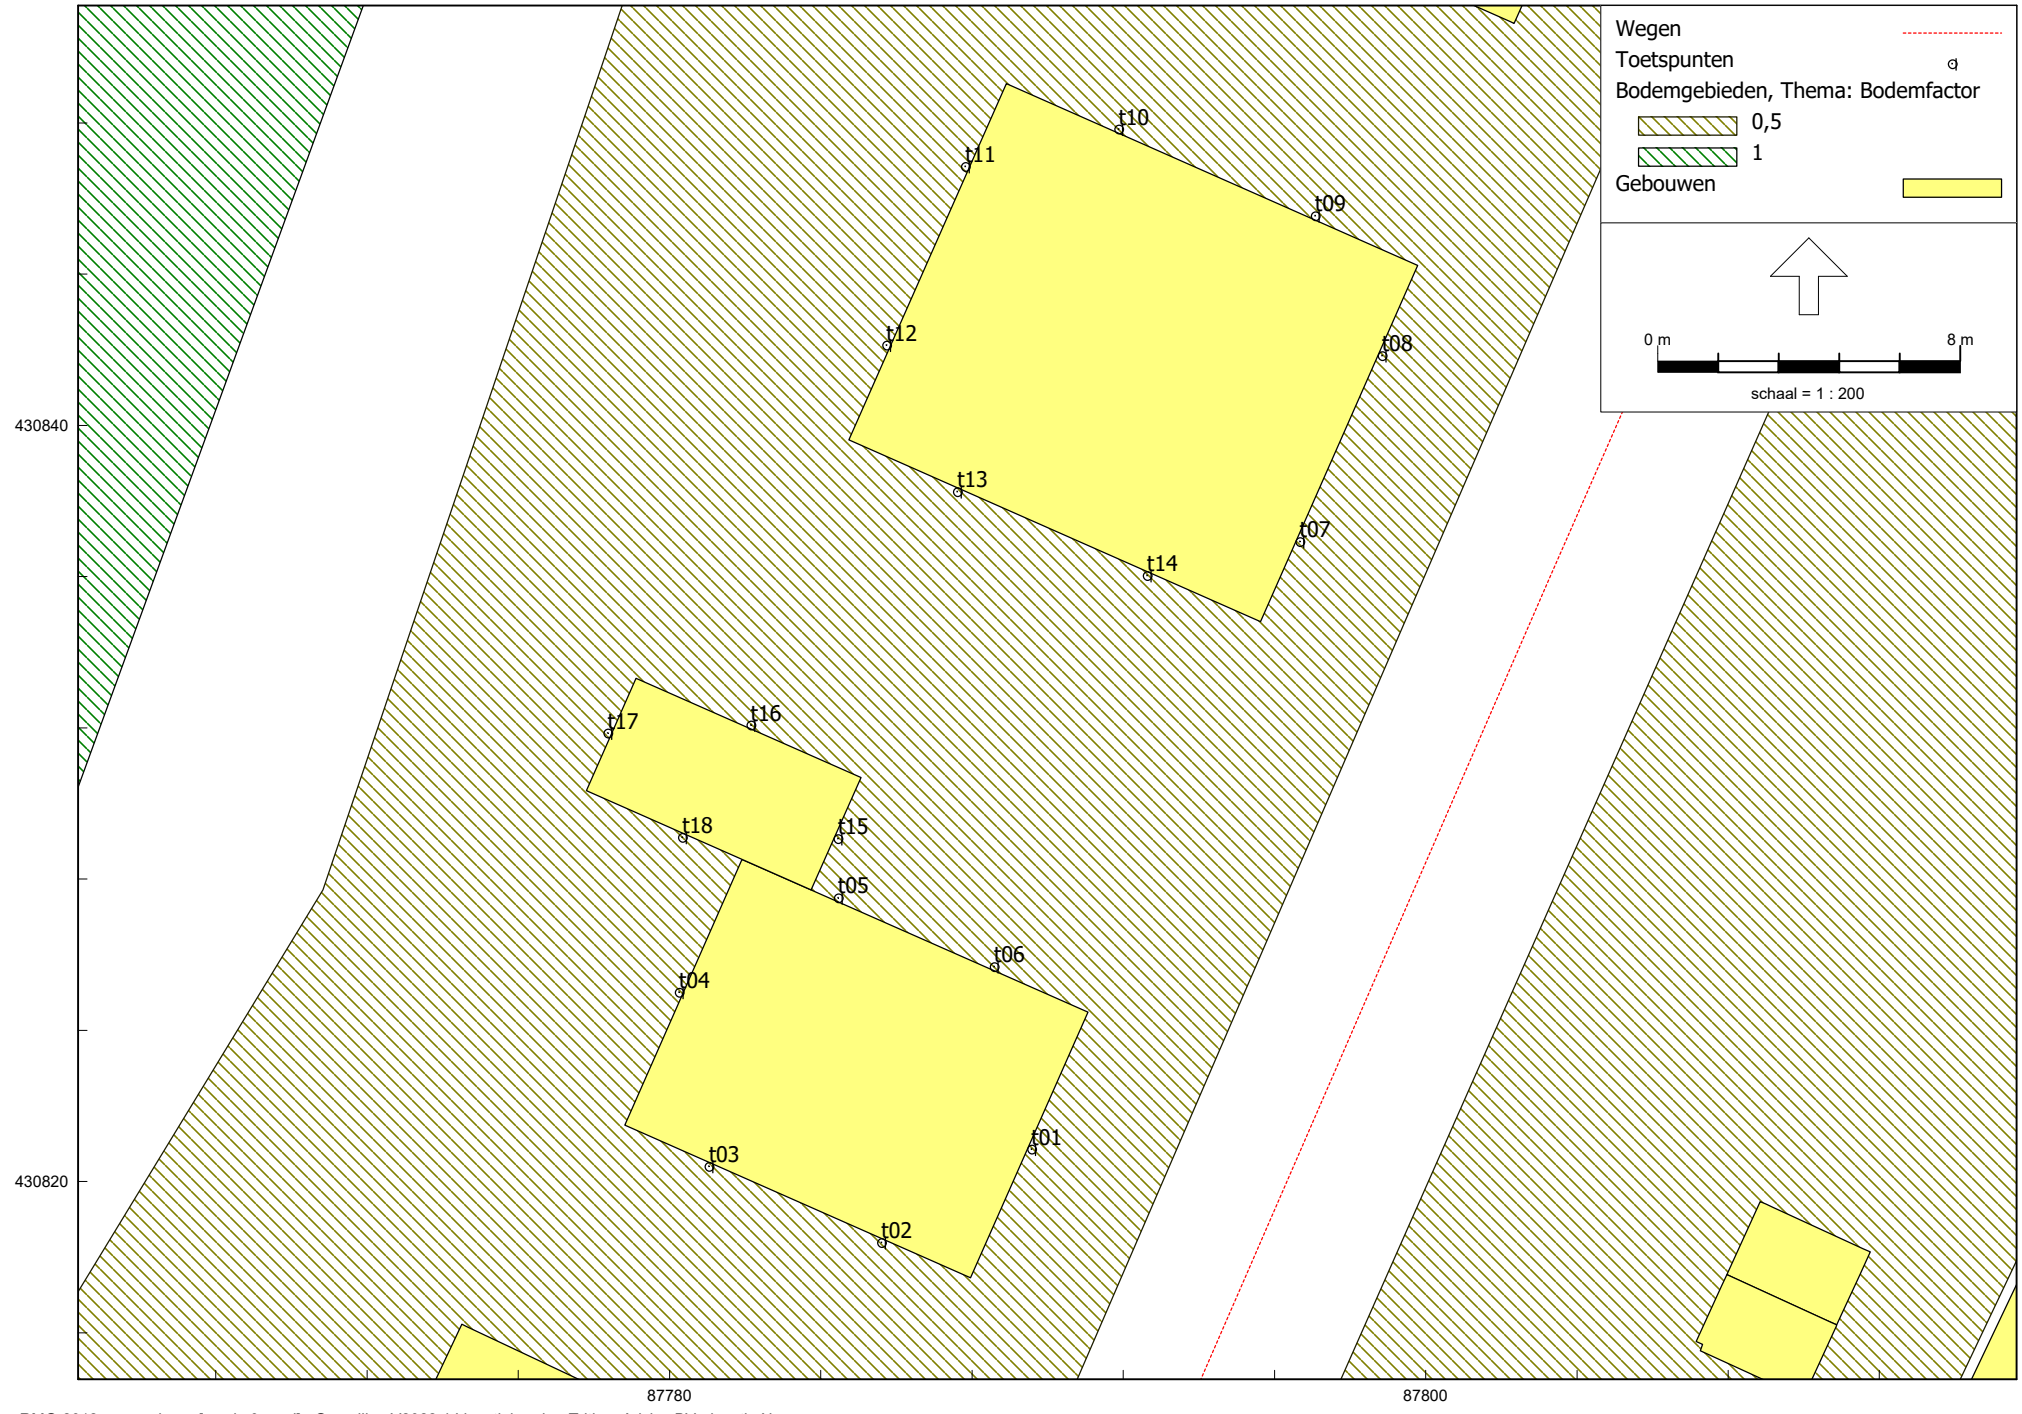 Wegen
Toetspunten
Bodemgebieden, Thema: Bodemfactor
0,5
1
Gebouwen
0 m 8 m
schaal = 1 : 200
t10
t11
t09
t12
t08
430840
t13
t07
t14
t17
t16
t18
t15
t05
t06
t04
t01
t03
430820
t02
87780 87800